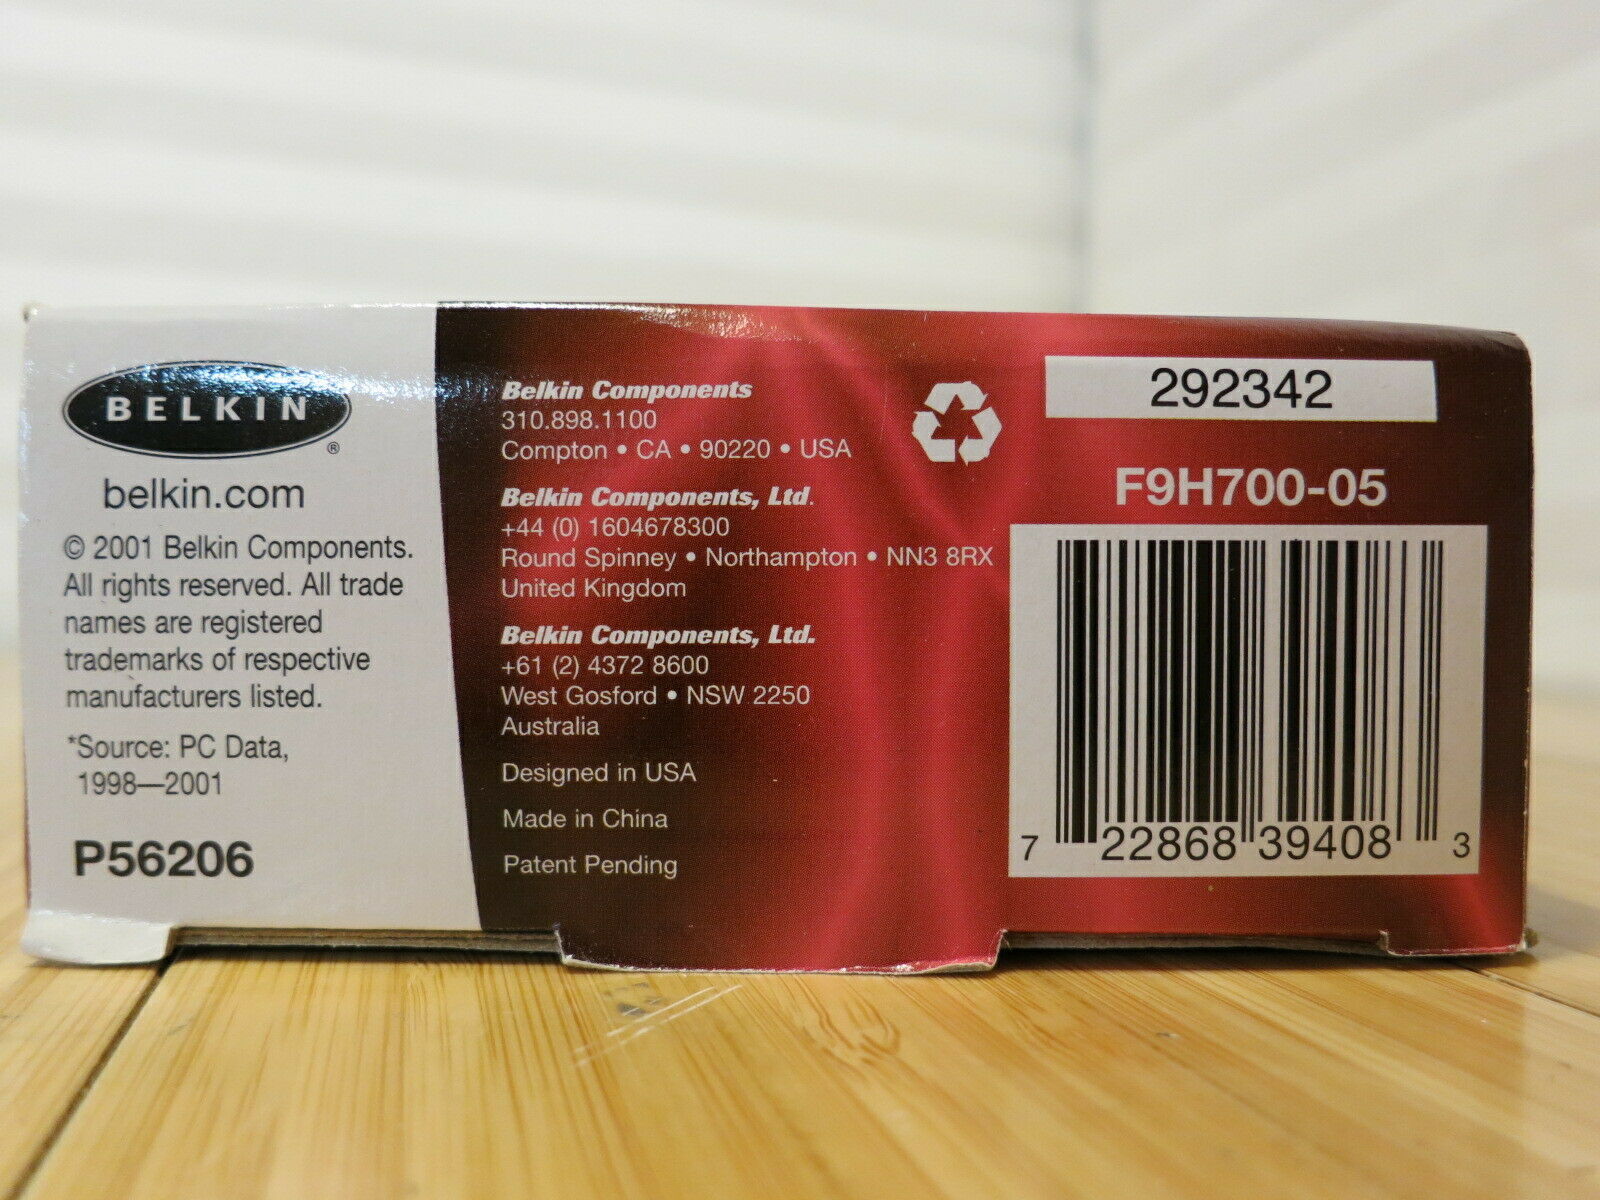 BELKIN
®
belkin.com
© 2001 Belkin Components.
All rights reserved. All trade
names are registered
trademarks of respective
manufacturers listed.
*Source: PC Data,
1998—2001
P56206
Belkin Components
310.898.1100
Compton • CA • 90220 • USA
Belkin Components, Ltd.
+44 (0) 1604678300
Round Spinney • Northampton • NN3 8RX
United Kingdom
Belkin Components, Ltd.
+61 (2) 4372 8600
West Gosford • NSW 2250
Australia
Designed in USA
Made in China
Patent Pending
292342
F9H700-05
7 22868 39408 3